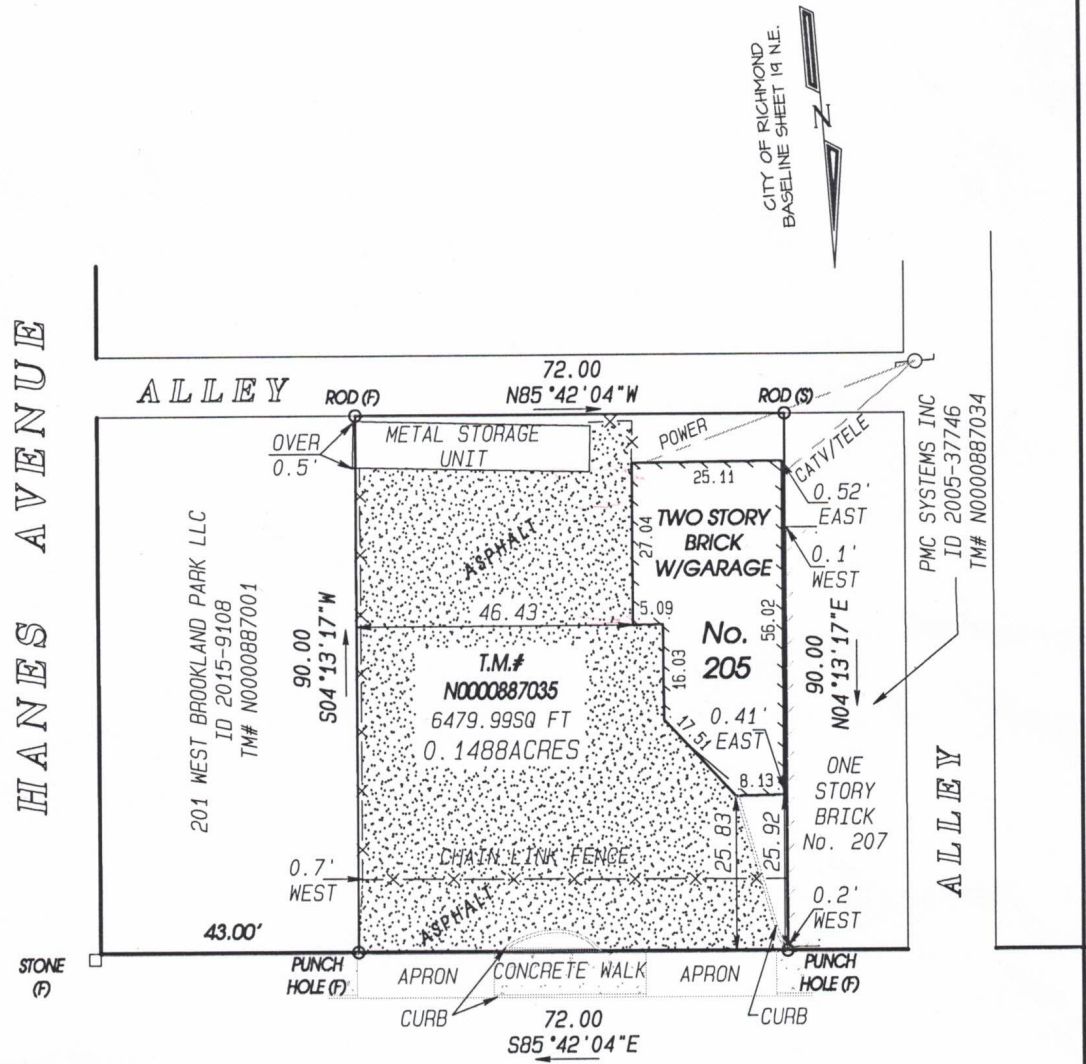 CITY OF RICHMOND
BASELINE SHEET 19 N.E.
N
HANES AVENUE
ALLEY
72.00
N85°42'04"W
ROD (F)
ROD (S)
OVER
0.5'
METAL STORAGE
UNIT
POWER
CATV/TELE
25.11
0.52'
EAST
TWO STORY
BRICK
W/GARAGE
27.04
0.1'
WEST
PMC SYSTEMS INC
ID 2005-37746
TM# N0000887034
ASPHALT
201 WEST BROOKLAND PARK LLC
ID 2015-9108
TM# N0000887001
90.00
S04°13'17"W
46.43
5.09
56.02
90.00
N04°13'17"E
No.
205
T.M.#
N0000887035
6479.99SQ FT
0.1488ACRES
16.03
17.51
0.41'
EAST
8.13
ONE
STORY
BRICK
No. 207
ALLEY
25.83
25.92
CHAIN LINK FENCE
0.7'
WEST
ASPHALT
0.2'
WEST
43.00'
STONE
(F)
PUNCH
HOLE (F)
APRON
CONCRETE WALK
APRON
PUNCH
HOLE (F)
CURB
CURB
72.00
S85°42'04"E